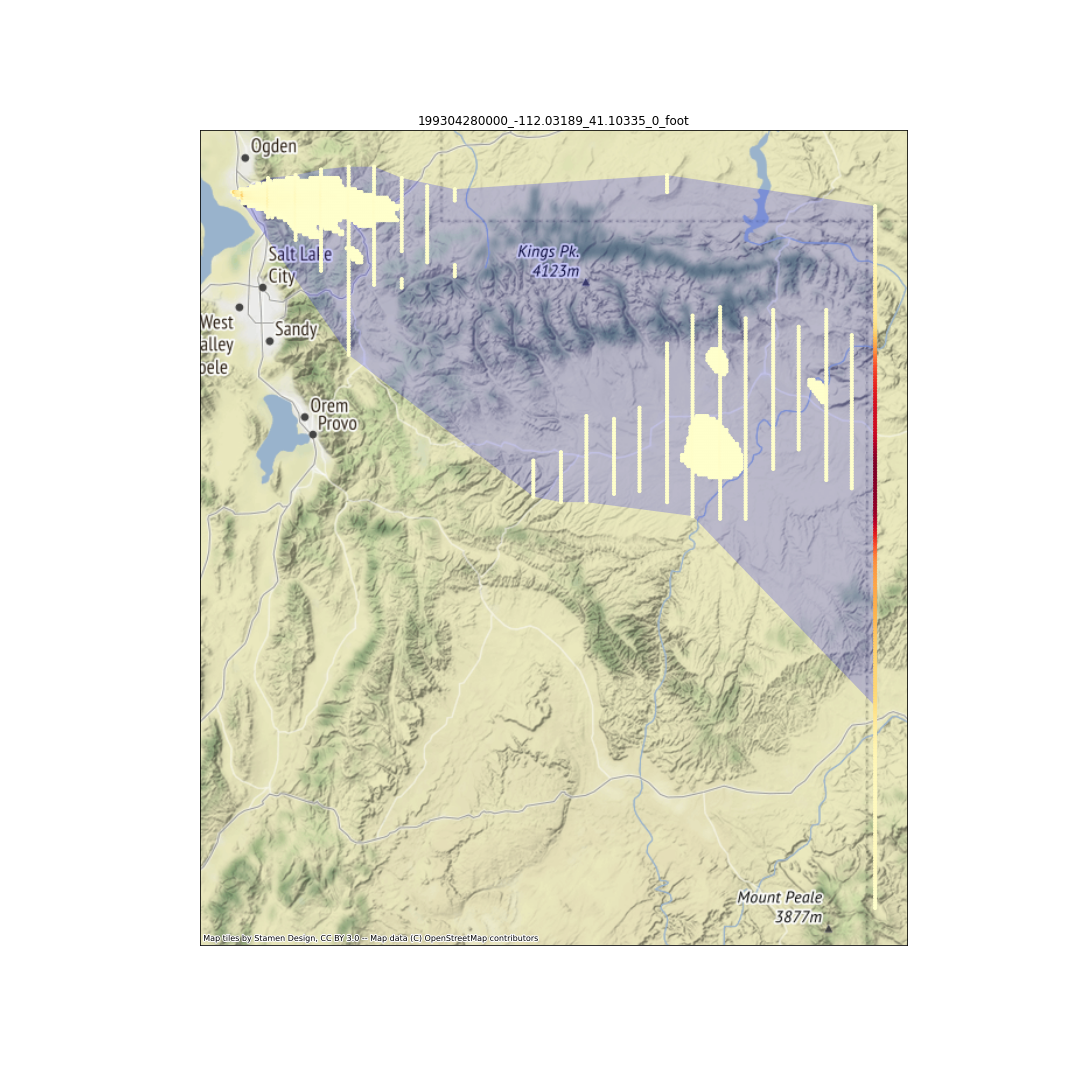 199304280000_-112.03189_41.10335_0_foot
Ogden
Kings Pk.
4123m
Salt Lake
City
West
alley
oele
Sandy
Orem
Provo
Mount Peale
3877m
Map tiles by Stamen Design, CC BY 3.0 -- Map data (C) OpenStreetMap contributors